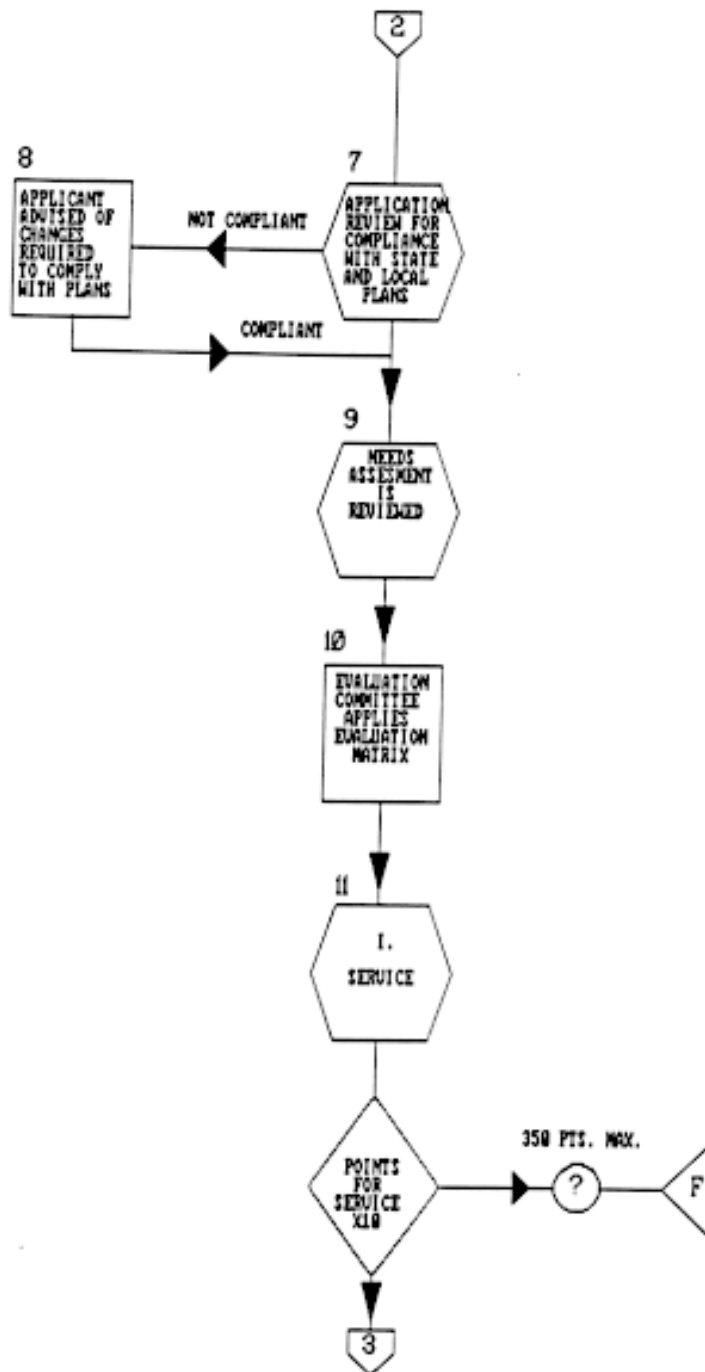 2
8
7
APPLICANT
ADVISED OF
CHANGES
REQUIRED
TO COMPLY
WITH PLANS
NOT COMPLIANT
APPLICATION
REVIEW FOR
COMPLIANCE
WITH STATE
AND LOCAL
PLANS
COMPLIANT
9
NEEDS
ASSESMENT
IS
REVIEWED
10
EVALUATION
COMMITTEE
APPLIES
EVALUATION
MATRIX
11
I.
SERVICE
350 PTS. MAX.
POINTS
FOR
SERVICE
X10
?
F
3